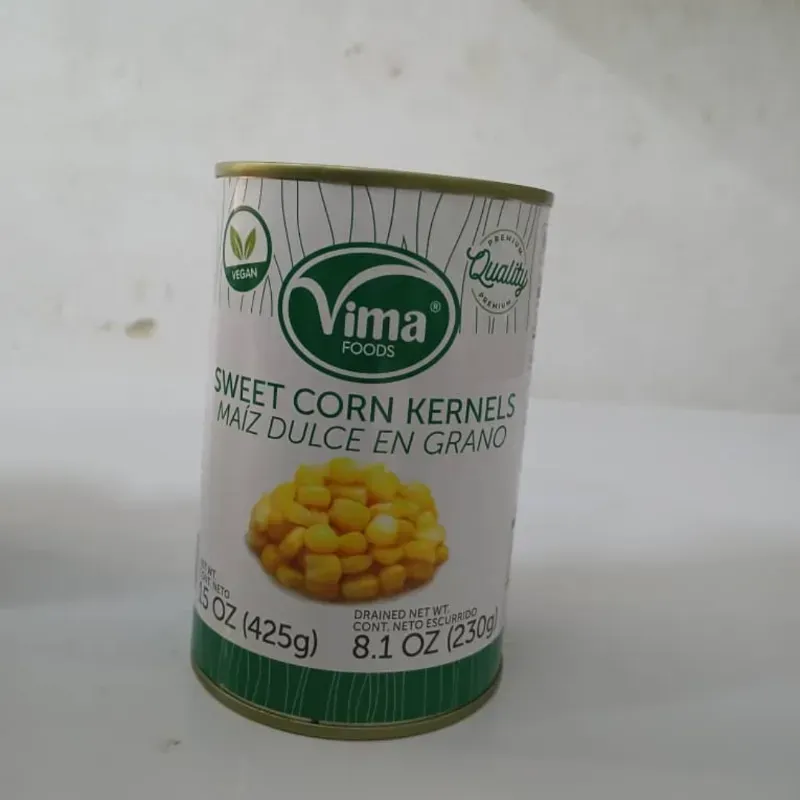 VEGAN
Vima®
FOODS
PREMIUM
Quality
PREMIUM
SWEET CORN KERNELS
MAÍZ DULCE EN GRANO
NET WT.
CONT. NETO
15 OZ (425g)
DRAINED NET WT.
CONT. NETO ESCURRIDO
8.1 OZ (230g)